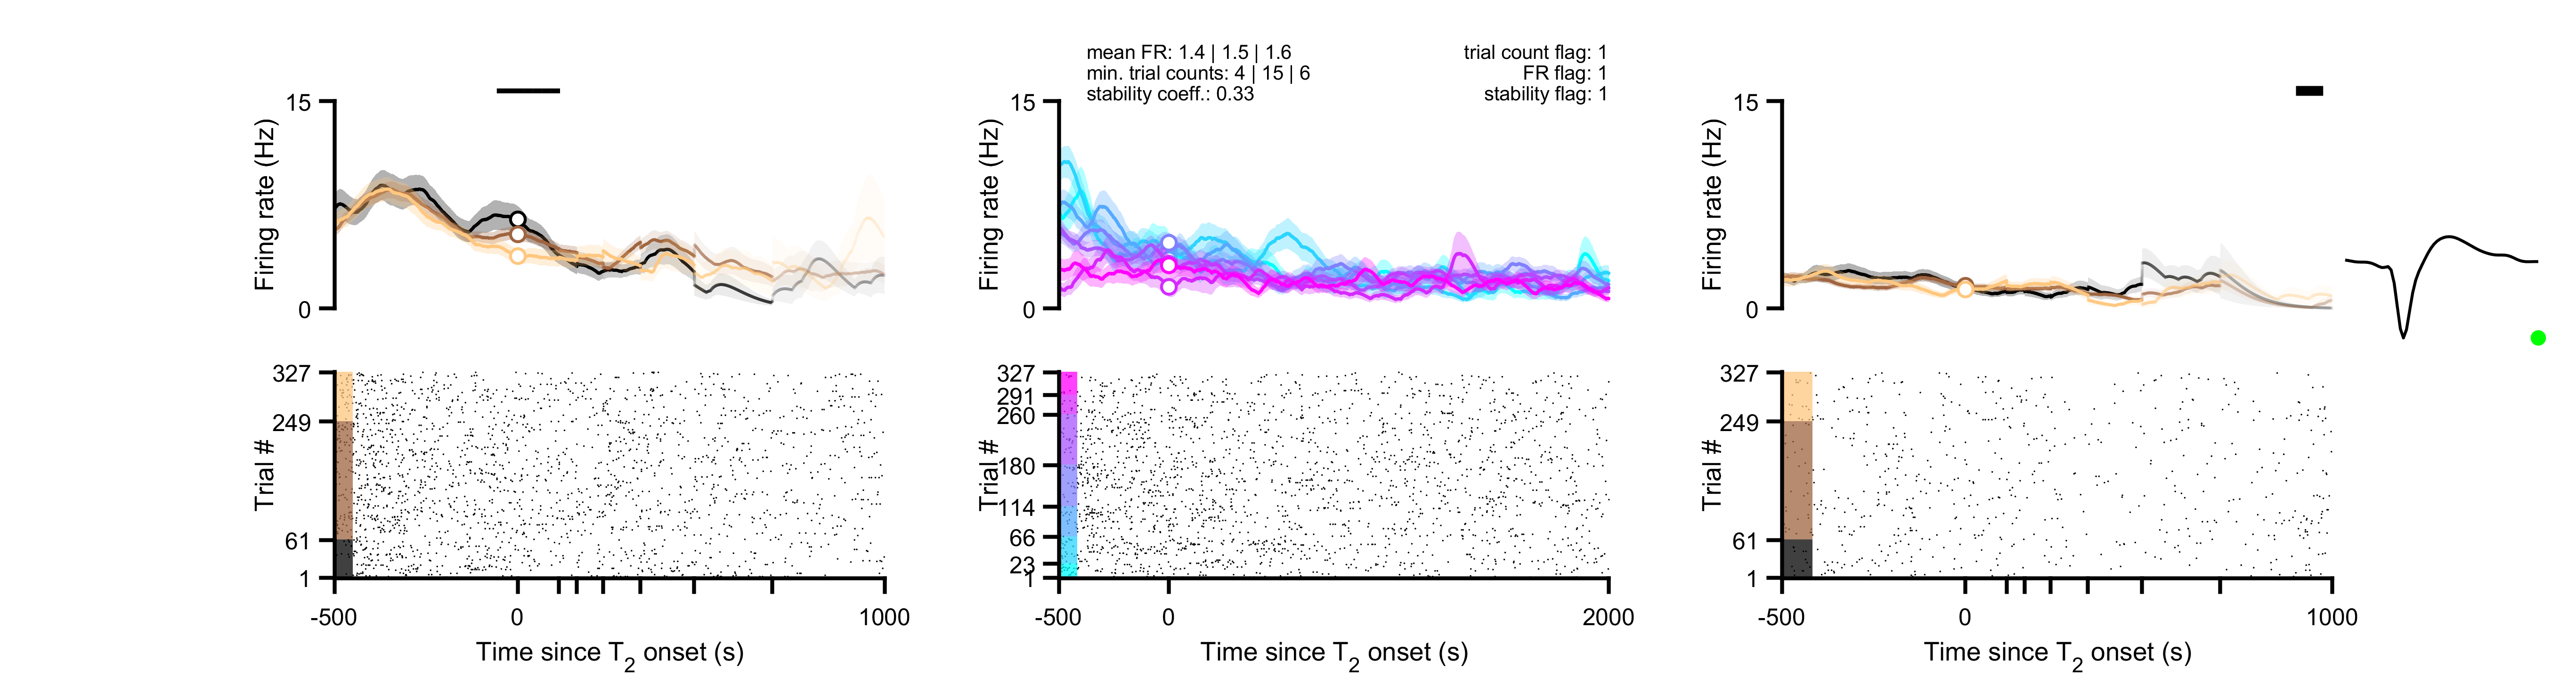 mean FR: 1.4 | 1.5 | 1.6
min. trial counts: 4 | 15 | 6
stability coeff.: 0.33
trial count flag: 1
FR flag: 1
stability flag: 1
15
Firing rate (Hz)
0
327
249
Trial #
61
1
-500
0
1000
Time since T2 onset (s)
15
Firing rate (Hz)
0
327
291
260
180
Trial #
114
66
23
1
-500
0
2000
Time since T2 onset (s)
15
Firing rate (Hz)
0
327
249
Trial #
61
1
-500
0
1000
Time since T2 onset (s)